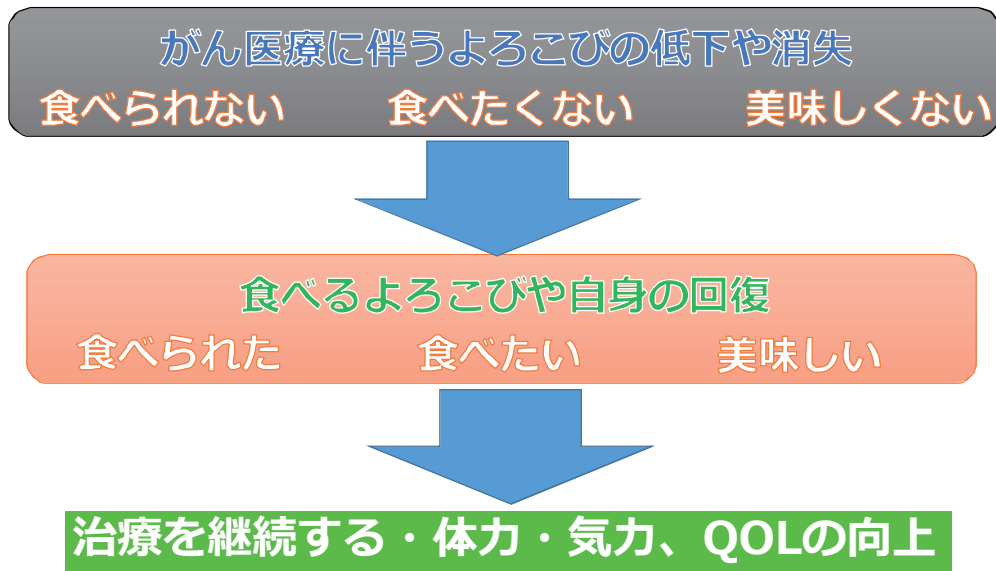 がん医療に伴うよろこびの低下や消失
食べられない 食べたくない 美味しくない
食べるよろこびや自身の回復
食べられた 食べたい 美味しい
治療を継続する・体力・気力、QOLの向上